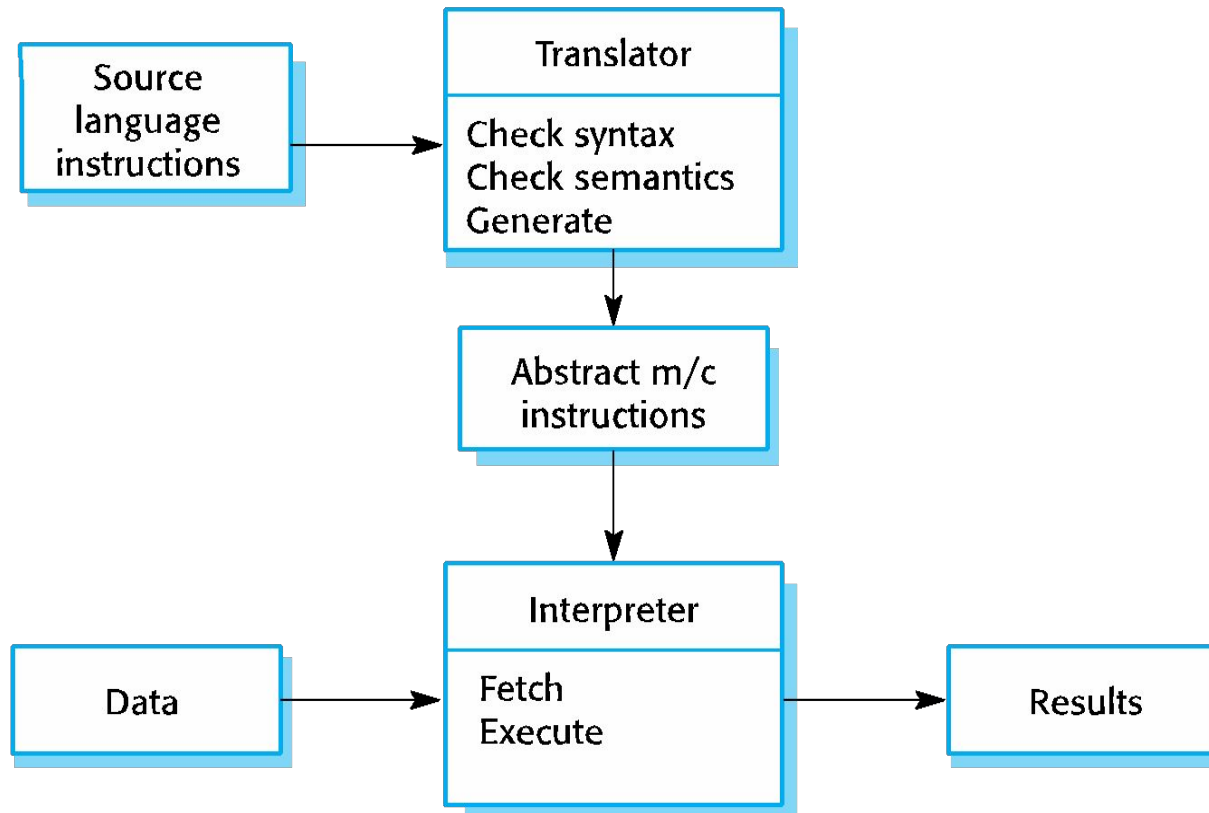 Source
language
instructions
Translator
Check syntax
Check semantics
Generate
Abstract m/c
instructions
Interpreter
Fetch
Execute
Data
Results